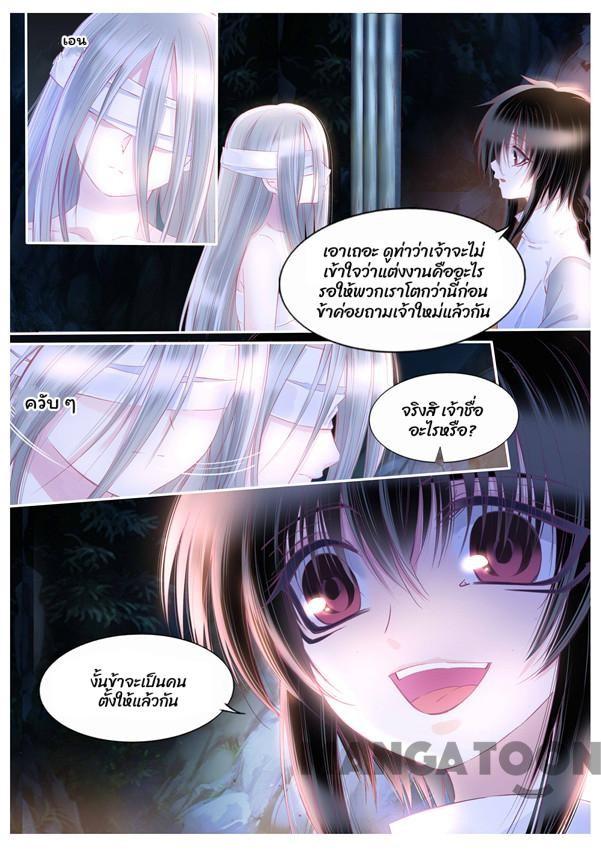 เอน
เอาเถอะ ดูท่าว่าเจ้าจะไม่
เข้าใจว่าแต่งงานคืออะไร
รอให้พวกเราโตกว่านี้ก่อน
ข้าค่อยถามเจ้าใหม่แล้วกัน
ควับ ๆ
จริงสิ เจ้าชื่อ
อะไรหรือ?
งั้นข้าจะเป็นคน
ตั้งให้แล้วกัน
MANGATOON